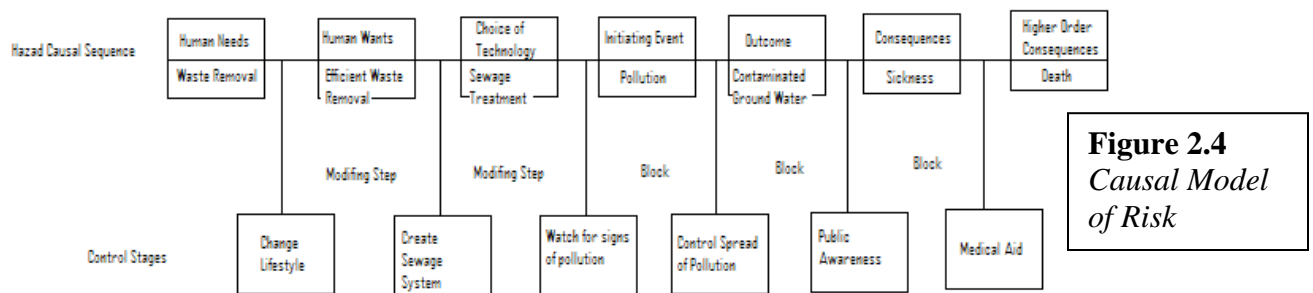 Hazad Causal Sequence
Human Needs
Waste Removal
Human Wants
Efficient Waste
Removal
Choice of
Technology
Sewage
Treatment
Initiating Event
Pollution
Outcome
Contaminated
Ground Water
Consequences
Sickness
Higher Order
Consequences
Death
Modifing Step
Modifing Step
Block
Block
Block
Control Stages
Change
Lifestyle
Create
Sewage
System
Watch for signs
of pollution
Control Spread
of Pollution
Public
Awareness
Medical Aid
Figure 2.4
Causal Model
of Risk